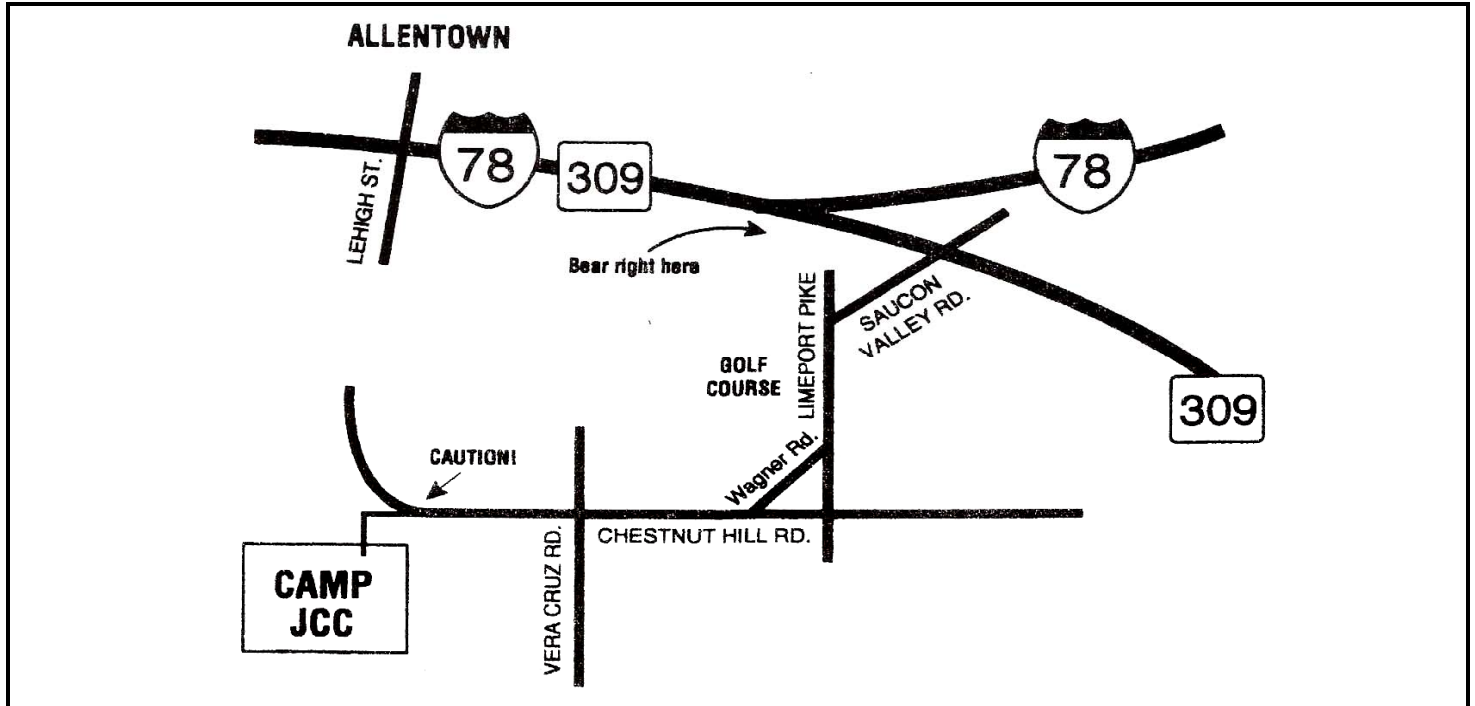 ALLENTOWN
LEHIGH ST.
78
309
78
Bear right here
SAUCON
VALLEY RD.
LIMEPORT PIKE
GOLF
COURSE
309
Wagner Rd.
CAUTION!
CHESTNUT HILL RD.
VERA CRUZ RD.
CAMP
JCC